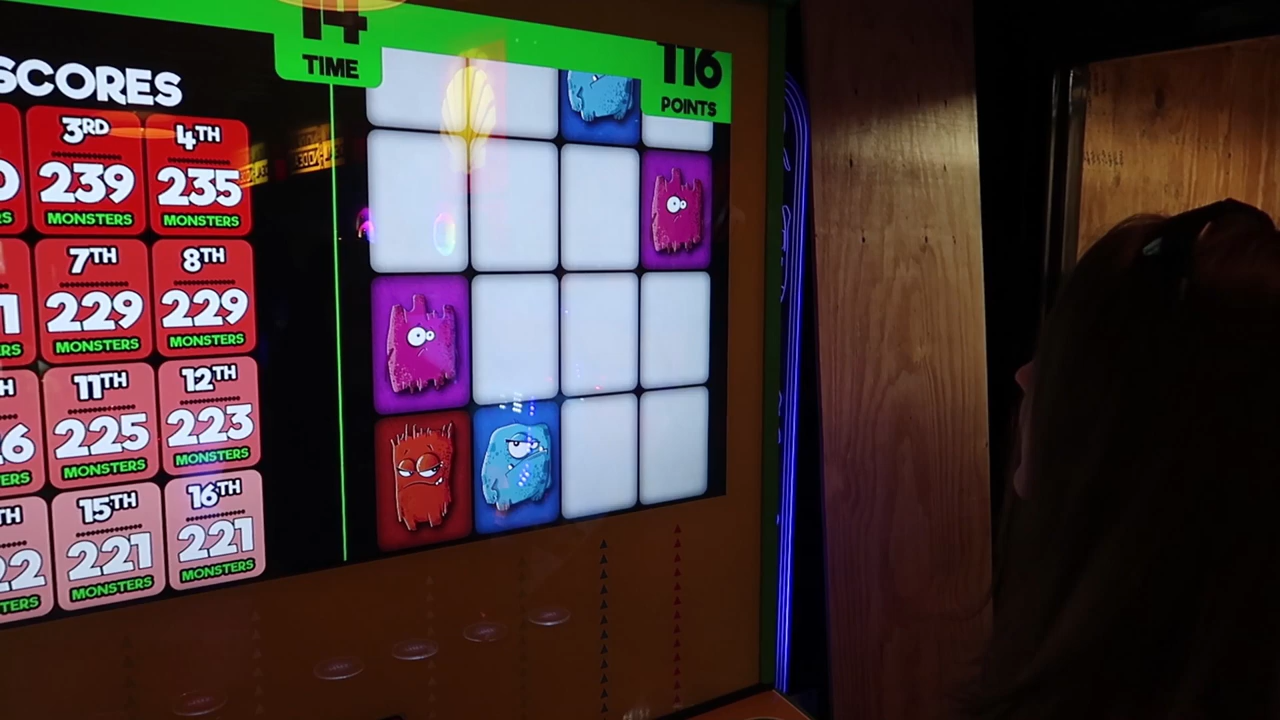 14
TIME
116
POINTS
SCORES
3RD
239
MONSTERS
4TH
235
MONSTERS
7TH
229
MONSTERS
8TH
229
MONSTERS
11TH
225
MONSTERS
12TH
223
MONSTERS
15TH
221
MONSTERS
16TH
221
MONSTERS